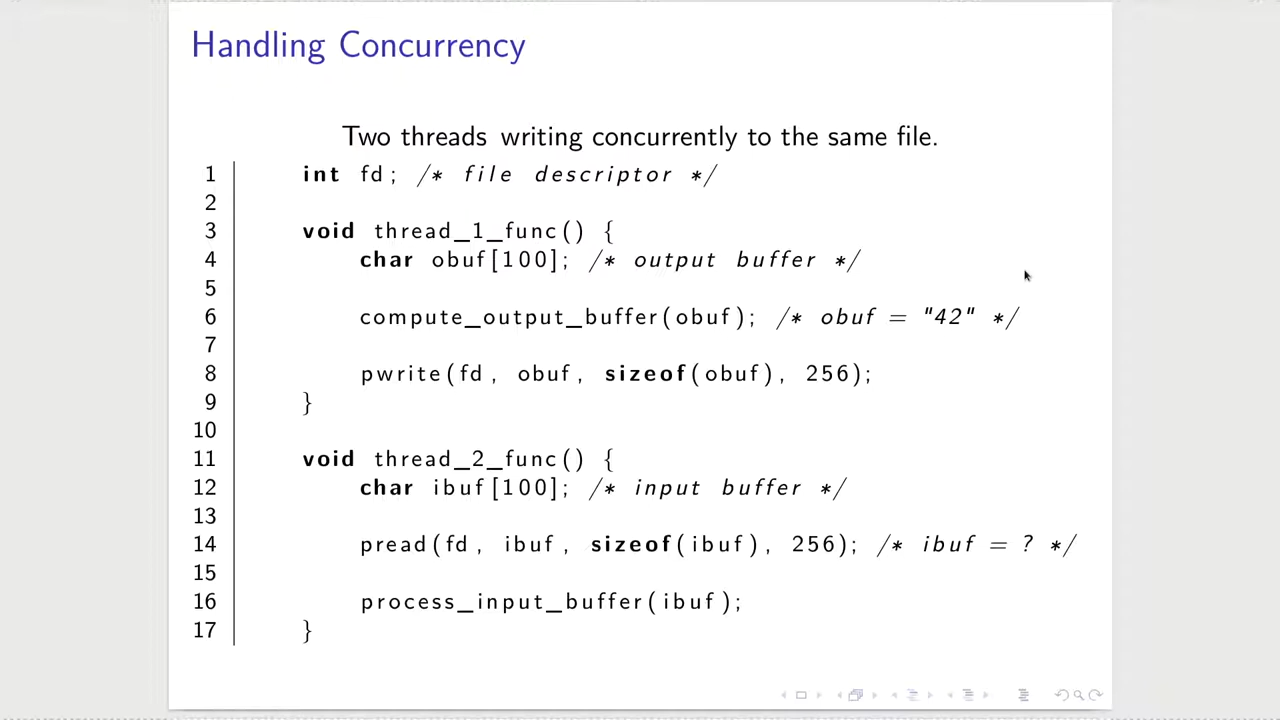 Handling Concurrency
Two threads writing concurrently to the same file.
1 int fd; /* file descriptor */
2
3 void thread_1_func() {
4 char obuf[100]; /* output buffer */
5
6 compute_output_buffer(obuf); /* obuf = "42" */
7
8 pwrite(fd, obuf, sizeof(obuf), 256);
9 }
10
11 void thread_2_func() {
12 char ibuf[100]; /* input buffer */
13
14 pread(fd, ibuf, sizeof(ibuf), 256); /* ibuf = ? */
15
16 process_input_buffer(ibuf);
17 }